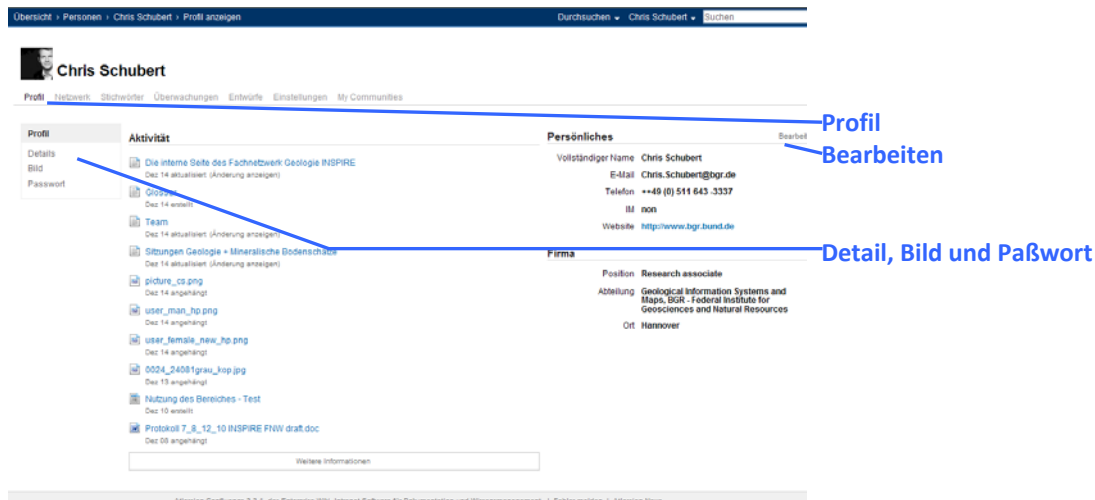 Übersicht › Personen › Chris Schubert › Profil anzeigen
Durchsuchen Chris Schubert Suchen
Chris Schubert
Profil Netzwerk Stichwörter Überwachungen Entwürfe Einstellungen My Communities
Profil
Details
Bild
Passwort
Aktivität
Die interne Seite des Fachnetzwerk Geologie INSPIRE
Dez 14 aktualisiert (Änderung anzeigen)
Glossar
Dez 14 erstellt
Team
Dez 14 aktualisiert (Änderung anzeigen)
Sitzungen Geologie + Mineralische Bodenschätze
Dez 14 aktualisiert (Änderung anzeigen)
picture_cs.png
Dez 14 angehängt
user_man_hp.png
Dez 14 angehängt
user_female_new_hp.png
Dez 14 angehängt
0024_24081grau_kop.jpg
Dez 13 angehängt
Nutzung des Bereiches - Test
Dez 10 erstellt
Protokoll 7_8_12_10 INSPIRE FNW draft.doc
Dez 08 angehängt
Weitere Informationen
Persönliches
Vollständiger Name Chris Schubert
E-Mail Chris.Schubert@bgr.de
Telefon ++49 (0) 511 643 -3337
IM non
Website http://www.bgr.bund.de
Firma
Position Research associate
Abteilung Geological Information Systems and
Maps, BGR - Federal Institute for
Geosciences and Natural Resources
Ort Hannover
Profil
Bearbeiten
Detail, Bild und Paßwort